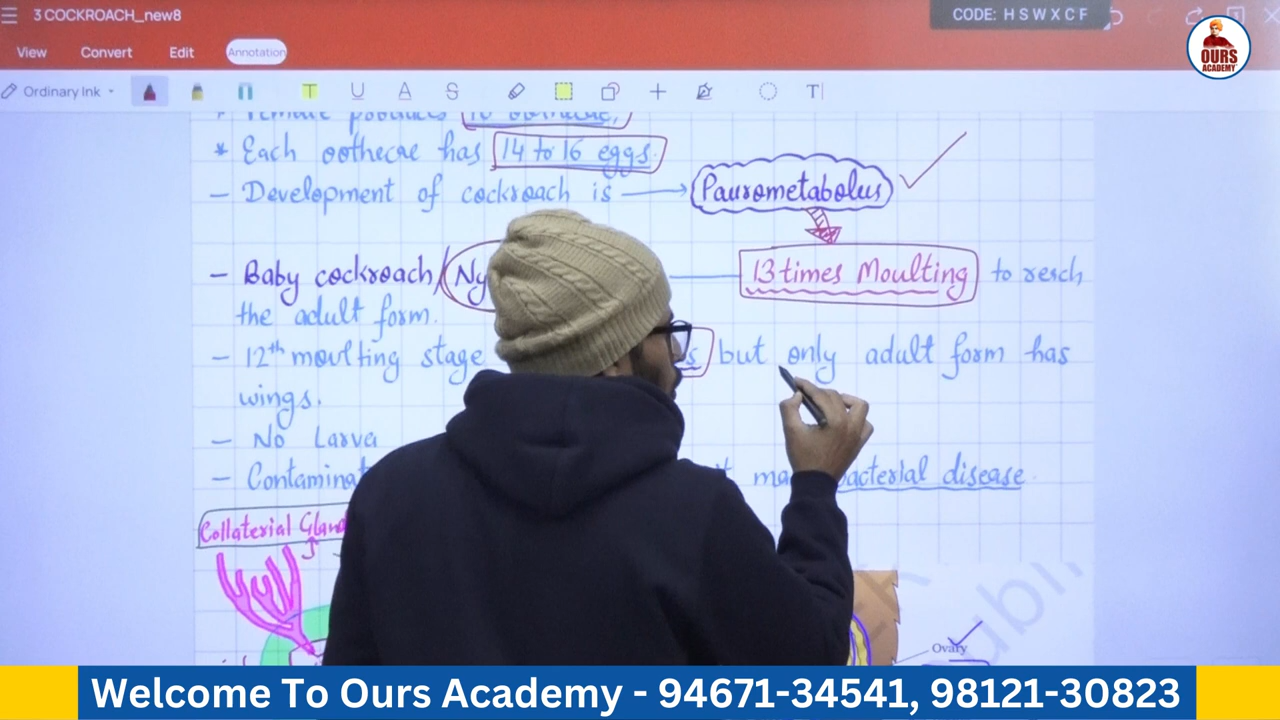 3 COCKROACH_new8
CODE: H S W X C F
View Convert Edit Annotation
OURS
ACADEMY
Ordinary Ink
* Female produces
* Each oothecae has 14 to 16 eggs.
- Development of cockroach is → Paurometabolus
- Baby cockroach/ Ny 13 times Moulting to reach
the adult form.
- 12th moulting stage s but only adult form has
wings.
- No Larva
- Contaminat bacterial disease.
Collaterial Gland
Ovary
Welcome To Ours Academy - 94671-34541, 98121-30823